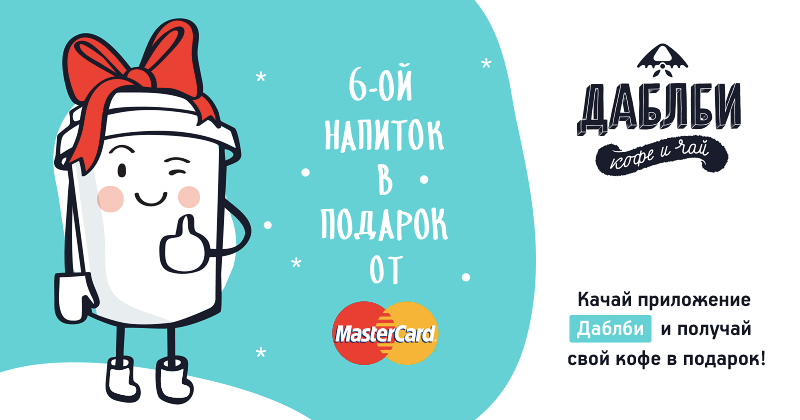 6-ОЙ
НАПИТОК
В
ПОДАРОК
ОТ
MasterCard
ДАБЛБИ
кофе и чай
Качай приложение
Даблби и получай
свой кофе в подарок!